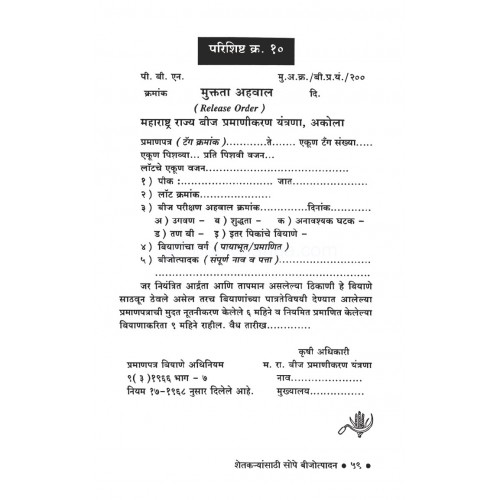 परिशिष्ट क्र. १०
पी. बी. एन. मु.अ.क्र./बी.प्र.यं./२००
क्रमांक मुक्तता अहवाल दि.
( Release Order )
महाराष्ट्र राज्य बीज प्रमाणीकरण यंत्रणा, अकोला
प्रमाणपत्र ( टॅग क्रमांक )............ते....... एकूण टॅग संख्या.....
एकूण पिशव्या... प्रति पिशवी वजन...
लॉटचे एकूण वजन........................................
१ ) पीक :................................ जात.......................
२ ) लॉट क्रमांक........................................
३ ) बीज परीक्षण अहवाल क्रमांक............दिनांक............
अ ) उगवण - ब ) शुद्धता - क ) अनावश्यक घटक -
ड ) तण बी - इ ) इतर पिकांचे बियाणे -
४ ) बियाणांचा वर्ग ( पायाभूत/प्रमाणित )
५ ) बीजोत्पादक ( संपूर्ण नाव व पत्ता )............................
................................................................
जर नियंत्रित आर्द्रता आणि तापमान असलेल्या ठिकाणी हे बियाणे
साठवून ठेवले असेल तरच बियाणांच्या पात्रतेविषयी देण्यात आलेल्या
प्रमाणपत्राची मुदत नूतनीकरण केलेले ६ महिने व नियमित प्रमाणित केलेल्या
बियाणाकरिता ९ महिने राहील. वैध तारीख..............
कृषी अधिकारी
प्रमाणपत्र बियाणे अधिनियम म. रा. बीज प्रमाणीकरण यंत्रणा
९( ३ )१९६६ भाग - ७ नाव........................
नियम १७-१९६८ नुसार दिलेले आहे. मुख्यालय....................
शेतकऱ्यांसाठी सोपे बीजोत्पादन ● ५९ ●